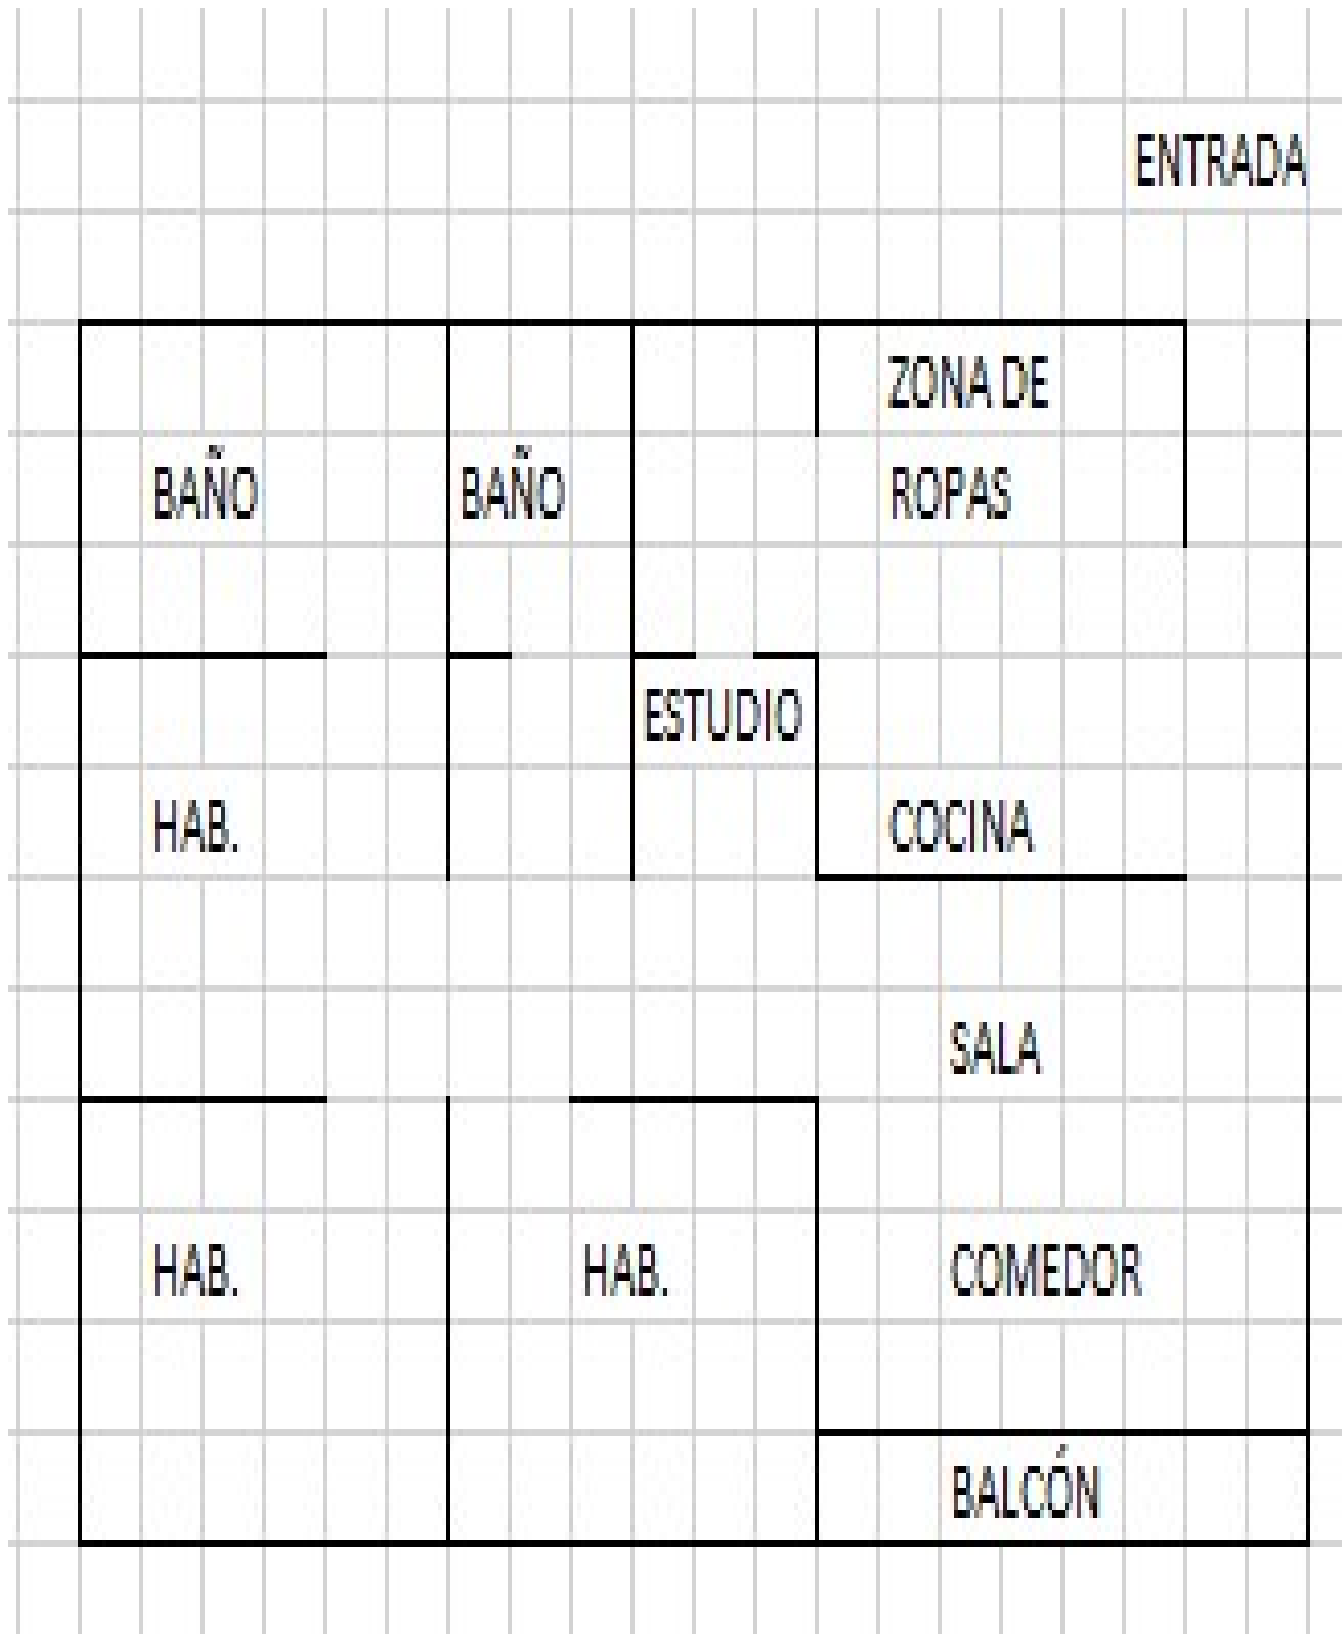 ENTRADA
ZONA DE
ROPAS
BAÑO
BAÑO
ESTUDIO
HAB.
COCINA
SALA
HAB.
HAB.
COMEDOR
BALCÓN